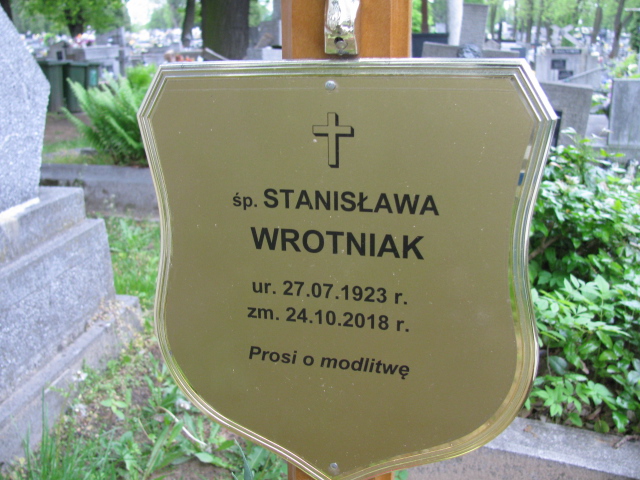 śp. STANISŁAWA
WROTNIAK
ur. 27.07.1923 r.
zm. 24.10.2018 r.
Prosi o modlitwę